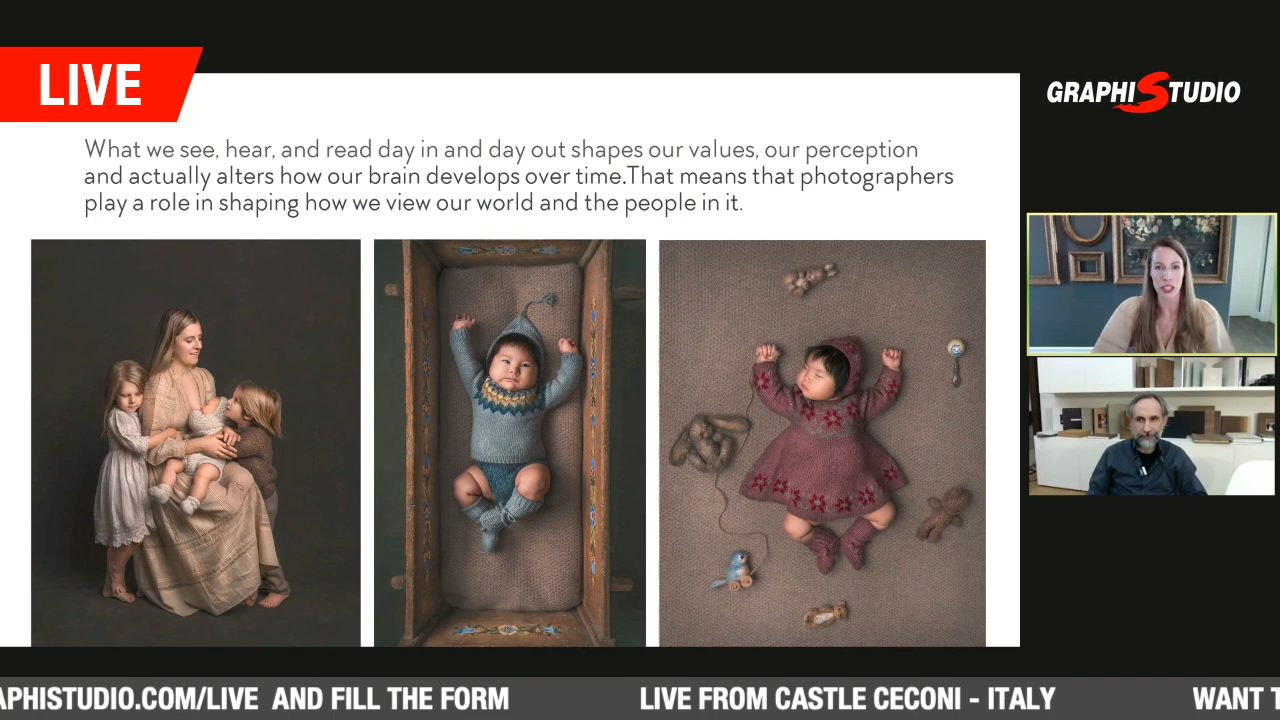 LIVE
GRAPHISTUDIO
What we see, hear, and read day in and day out shapes our values, our perception
and actually alters how our brain develops over time.That means that photographers
play a role in shaping how we view our world and the people in it.
APHISTUDIO.COM/LIVE AND FILL THE FORM LIVE FROM CASTLE CECONI - ITALY WANT